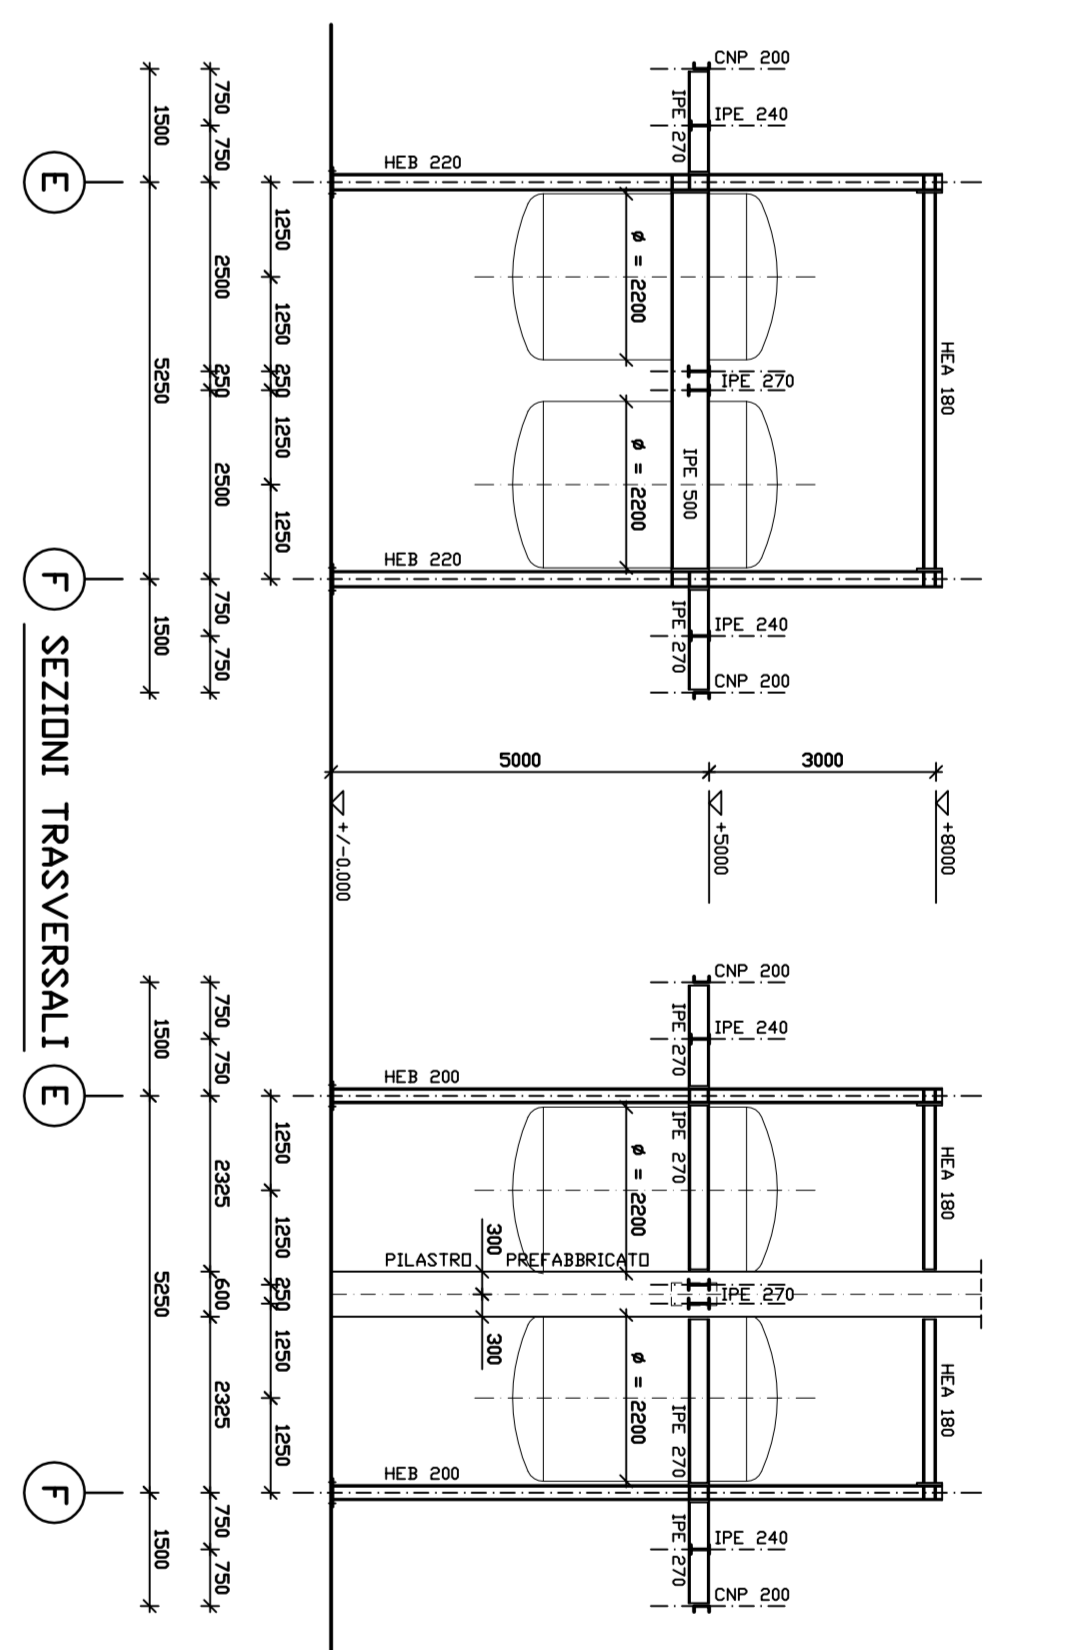 CNP 200
IPE 240
IPE 270
HEB 220
HEA 180
ø = 2200
IPE 270
ø = 2200
IPE 500
HEB 220
IPE 240
IPE 270
CNP 200
750
750
1250
1250
250
1250
1250
750
750
2500
250
2500
1500
5250
1500
E
F
5000
3000
+/-0.000
+5000
+8000
SEZIONI TRASVERSALI
CNP 200
IPE 240
IPE 270
HEB 200
HEA 180
IPE 270
ø = 2200
PILASTRO PREFABBRICATO
300
300
IPE 270
ø = 2200
IPE 270
HEA 180
HEB 200
IPE 240
IPE 270
CNP 200
750
750
1250
1250
250
1250
1250
750
750
2325
600
2325
1500
5250
1500
E
F